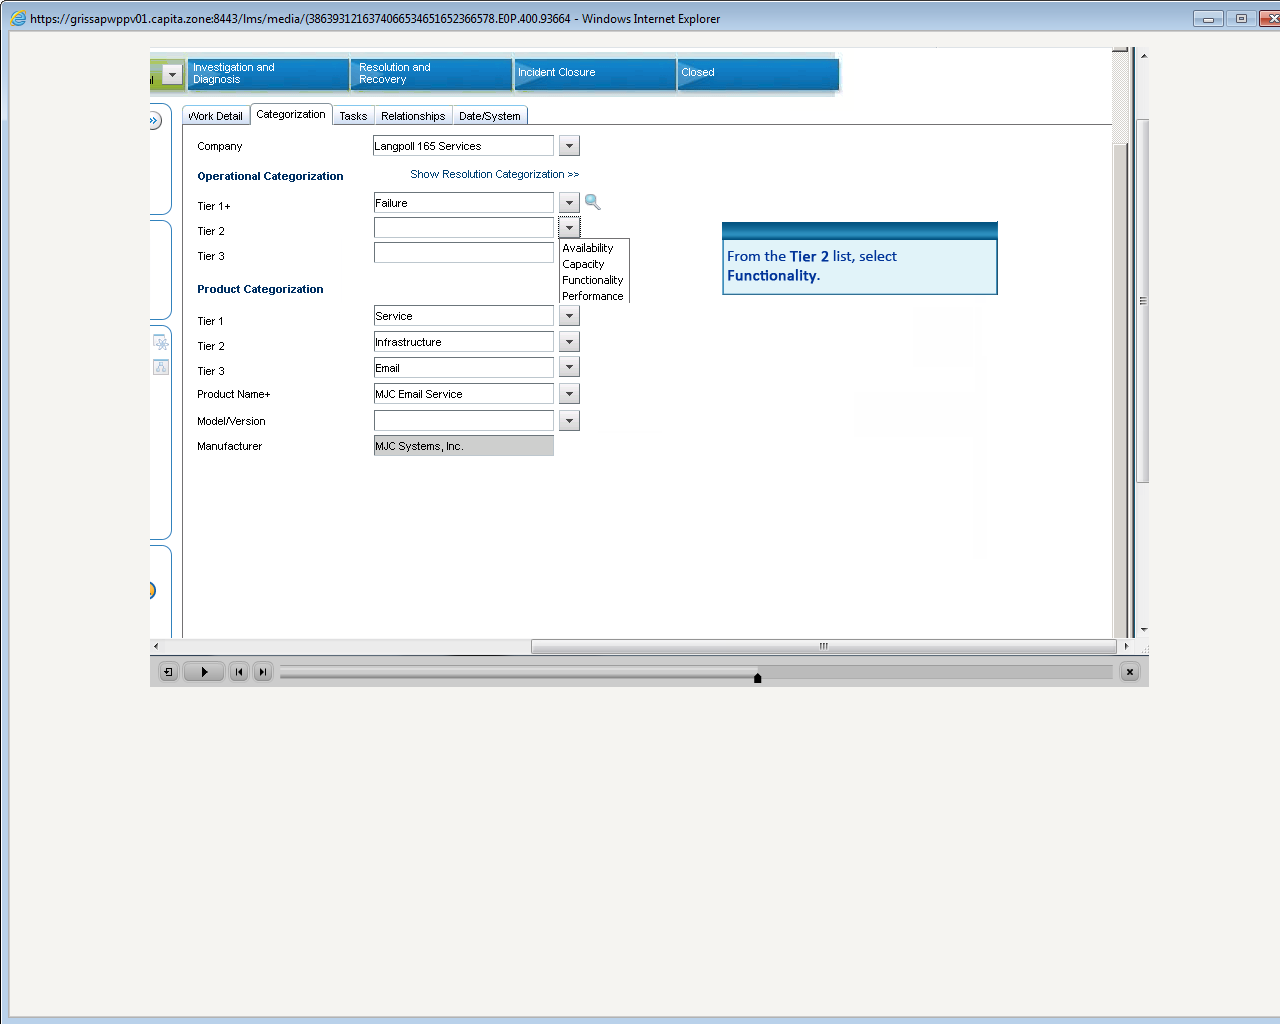 https://grissapwppv01.capita.zone:8443/lms/media/(3863931216374066534651652366578.E0P.400.93664 - Windows Internet Explorer
Investigation and
Diagnosis
Resolution and
Recovery
Incident Closure
Closed
Work Detail
Categorization
Tasks
Relationships
Date/System
Company
Langpoll 165 Services
Operational Categorization
Show Resolution Categorization >>
Tier 1+
Failure
Tier 2
Tier 3
Availability
Capacity
Functionality
Performance
From the Tier 2 list, select
Functionality.
Product Categorization
Tier 1
Service
Tier 2
Infrastructure
Tier 3
Email
Product Name+
MJC Email Service
Model/Version
Manufacturer
MJC Systems, Inc.